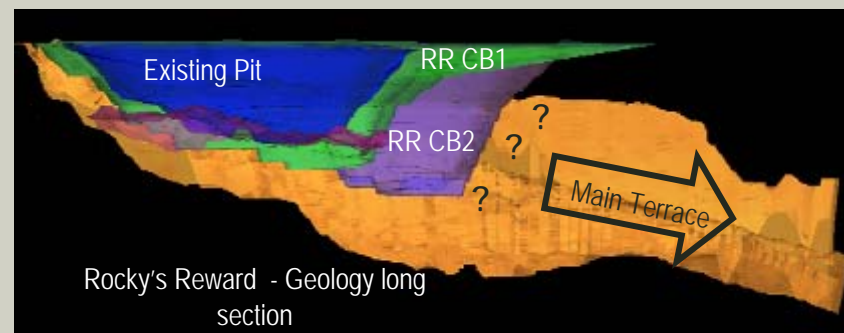 Existing Pit
RR CB1
RR CB2
?
?
?
Main Terrace
Rocky's Reward - Geology long
section